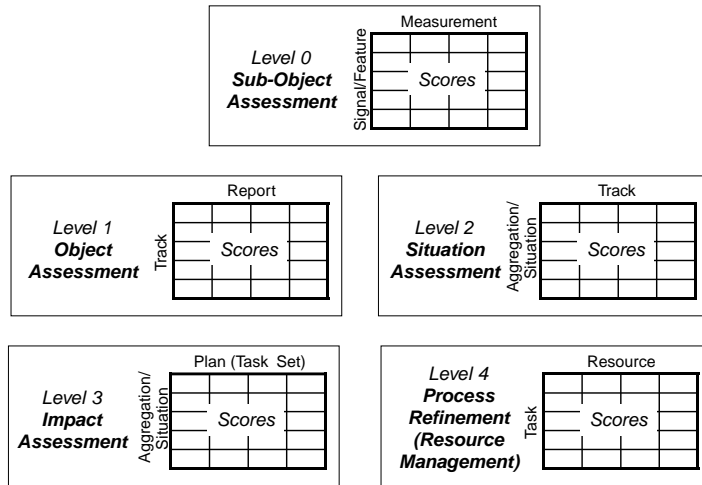 Measurement
Level 0
Sub-Object
Assessment
Signal/Feature
Scores
Report
Level 1
Object
Assessment
Track
Scores
Track
Level 2
Situation
Assessment
Aggregation/
Situation
Scores
Plan (Task Set)
Level 3
Impact
Assessment
Aggregation/
Situation
Scores
Resource
Level 4
Process
Refinement
(Resource
Management)
Task
Scores